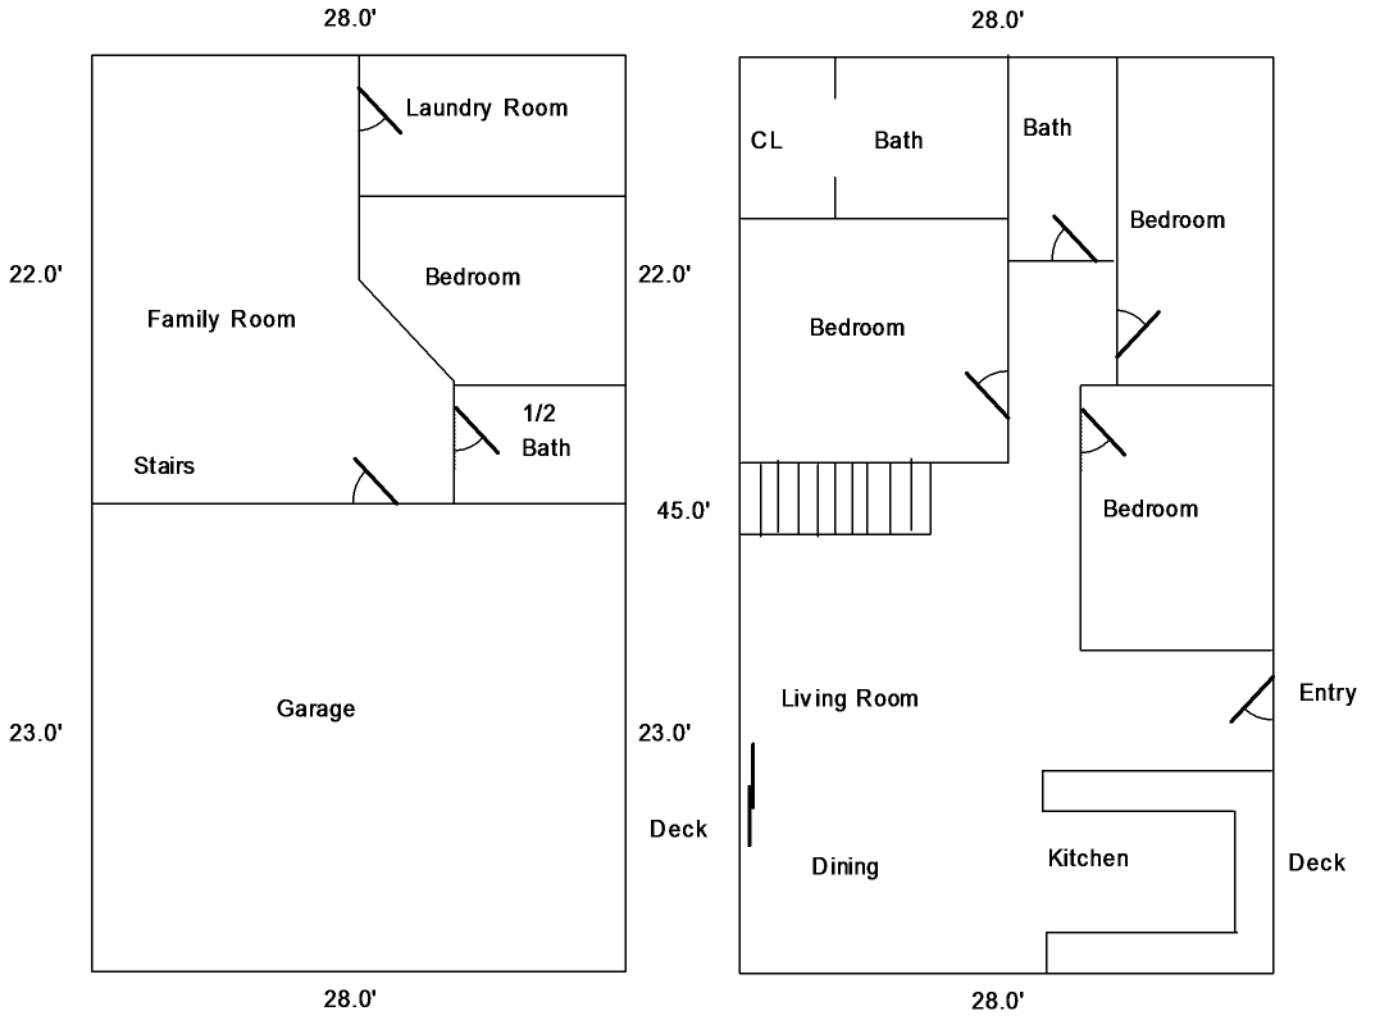 28.0'
28.0'
Laundry Room
CL
Bath
Bath
Bedroom
22.0'
Bedroom
22.0'
Family Room
Bedroom
1/2
Bath
Stairs
45.0'
Bedroom
Garage
Living Room
Entry
23.0'
23.0'
Deck
Dining
Kitchen
Deck
28.0'
28.0'